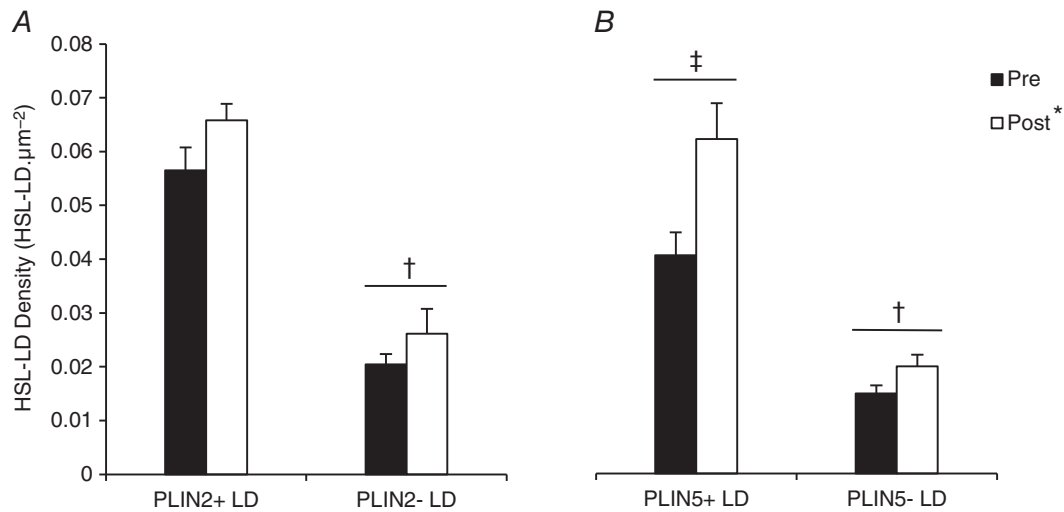 A
B
HSL-LD Density (HSL-LD.µm⁻²)
0.08
0.07
0.06
0.05
0.04
0.03
0.02
0.01
0
†
‡
†
Pre
Post*
PLIN2+ LD
PLIN2- LD
PLIN5+ LD
PLIN5- LD